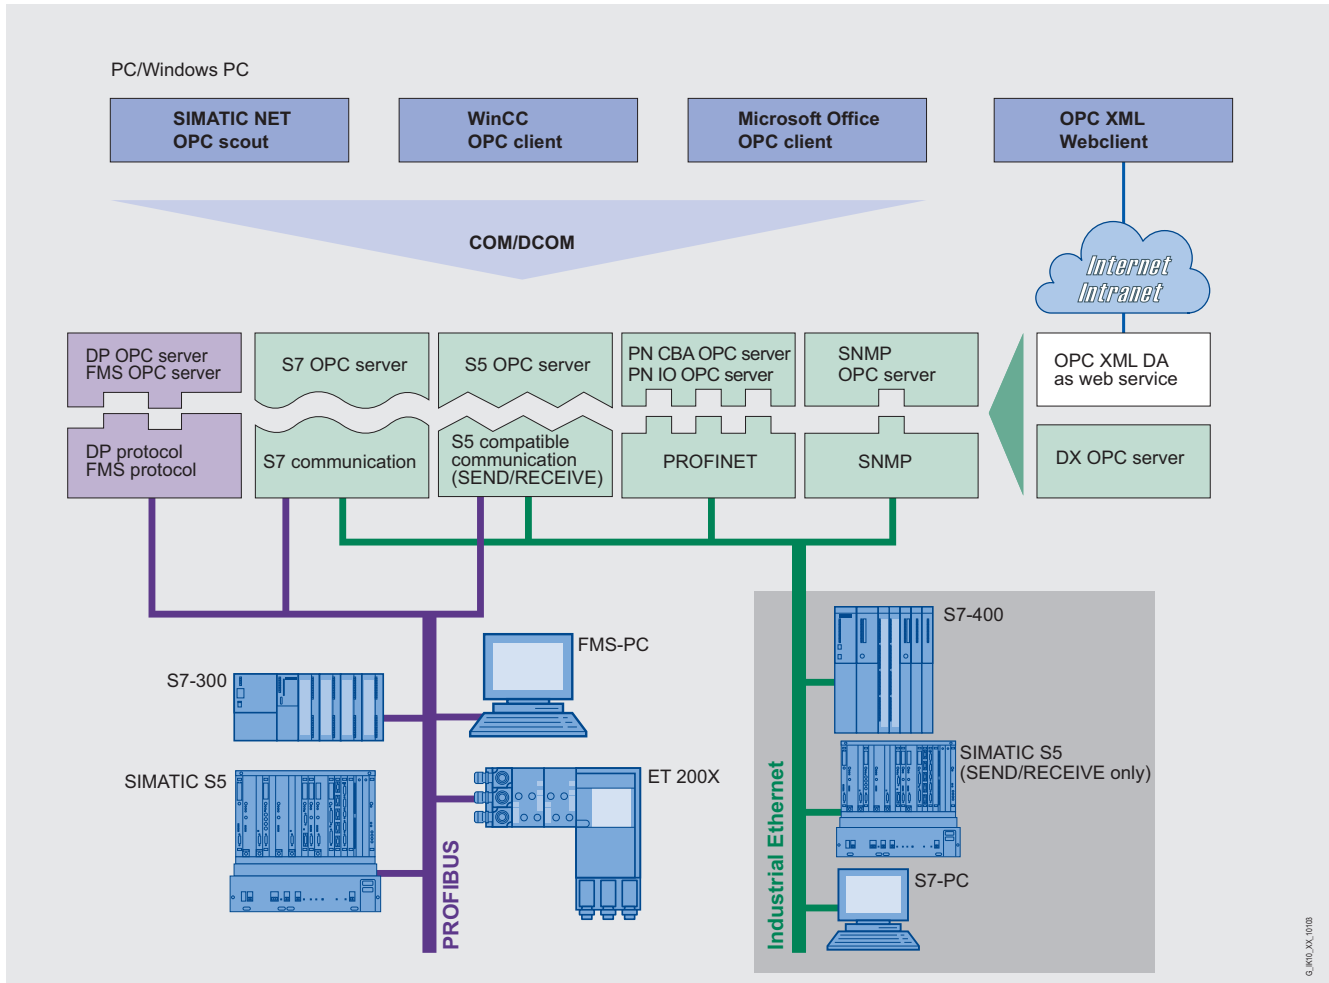 PC/Windows PC
SIMATIC NET
OPC scout
WinCC
OPC client
Microsoft Office
OPC client
OPC XML
Webclient
COM/DCOM
Internet
Intranet
DP OPC server
FMS OPC server
S7 OPC server
S5 OPC server
PN CBA OPC server
PN IO OPC server
SNMP
OPC server
OPC XML DA
as web service
DP protocol
FMS protocol
S7 communication
S5 compatible
communication
(SEND/RECEIVE)
PROFINET
SNMP
DX OPC server
S7-300
FMS-PC
SIMATIC S5
ET 200X
PROFIBUS
Industrial Ethernet
S7-400
SIMATIC S5
(SEND/RECEIVE only)
S7-PC
G_IK10_XX_10103